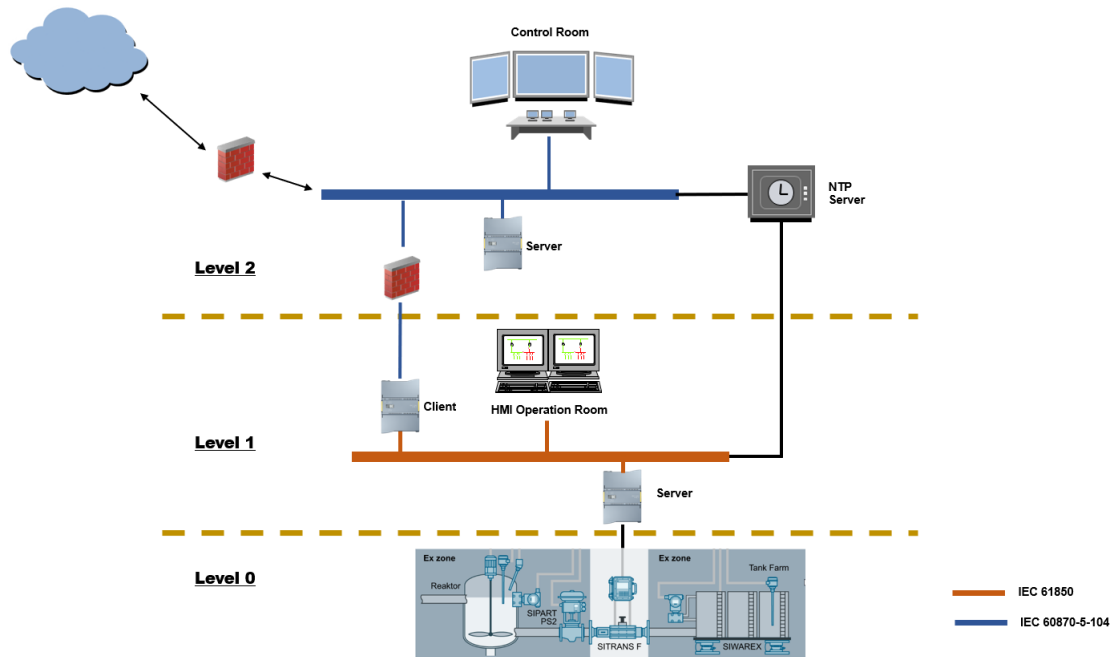 Control Room
NTP
Server
Server
Level 2
Client
HMI Operation Room
Level 1
Server
Ex zone
Ex zone
Level 0
Reaktor
Tank Farm
SIPART
PS2
SITRANS F
SIWAREX
IEC 61850
IEC 60870-5-104